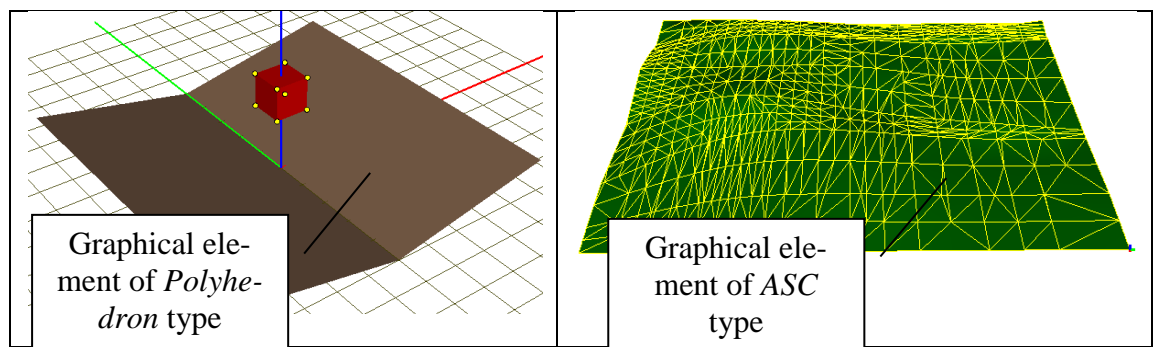 Graphical ele-
ment of Polyhe-
dron type
Graphical ele-
ment of ASC
type